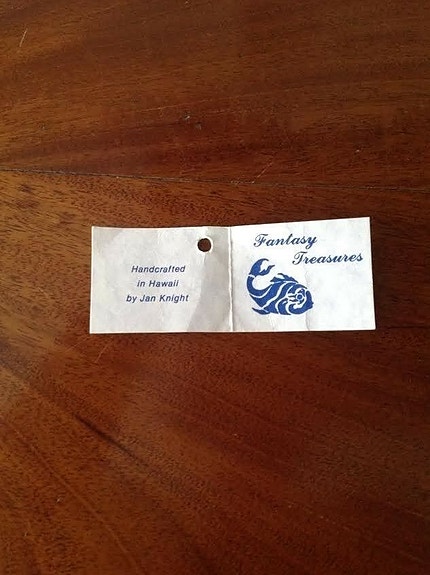 Handcrafted
in Hawaii
by Jan Knight
Fantasy
Treasures